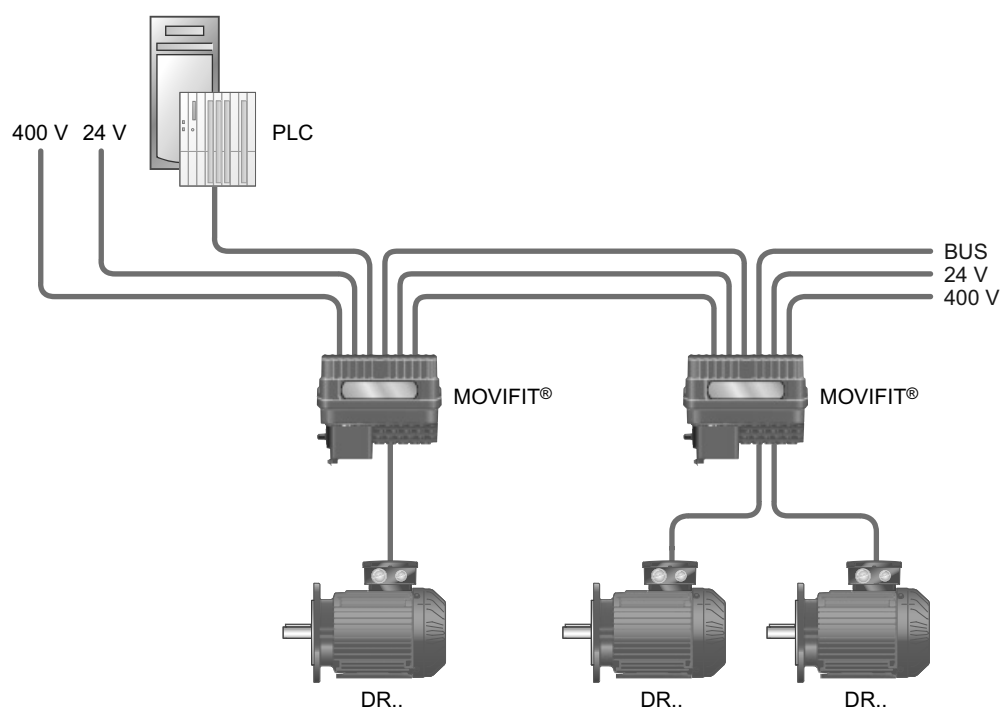 400 V 24 V
PLC
BUS
24 V
400 V
MOVIFIT®
MOVIFIT®
DR..
DR..
DR..